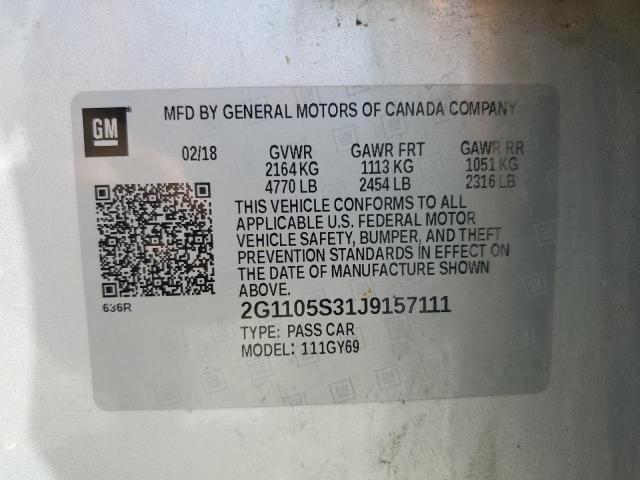 GM
MFD BY GENERAL MOTORS OF CANADA COMPANY
02/18 GVWR GAWR FRT GAWR RR
2164 KG 1113 KG 1051 KG
4770 LB 2454 LB 2316 LB
THIS VEHICLE CONFORMS TO ALL
APPLICABLE U.S. FEDERAL MOTOR
VEHICLE SAFETY, BUMPER, AND THEFT
PREVENTION STANDARDS IN EFFECT ON
THE DATE OF MANUFACTURE SHOWN
ABOVE.
636R
2G1105S31J9157111
TYPE: PASS CAR
MODEL: 111GY69